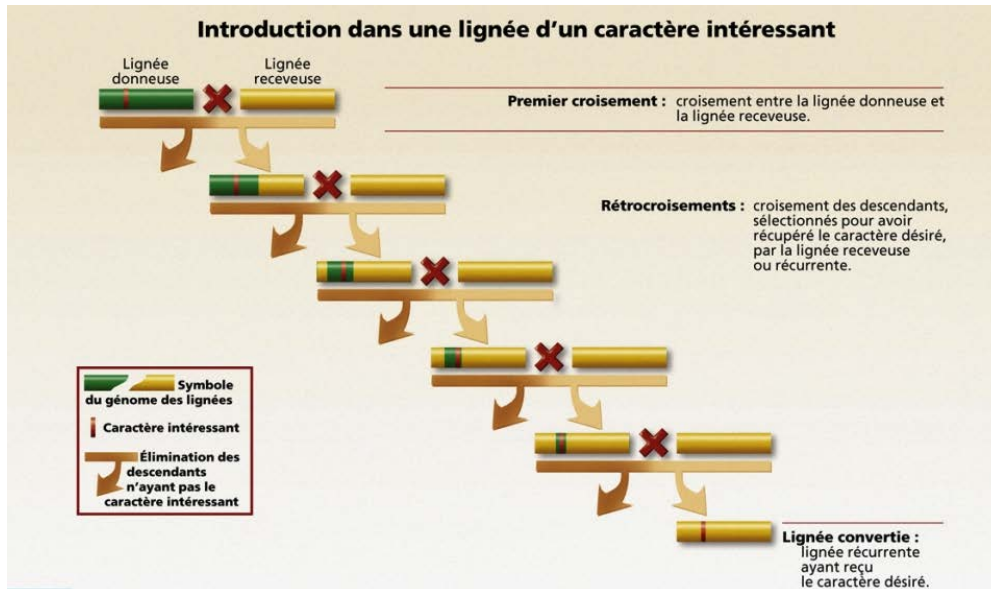 Introduction dans une lignée d'un caractère intéressant
Lignée
donneuse
Lignée
receveuse
Premier croisement : croisement entre la lignée donneuse et
la lignée receveuse.
Rétrocroisements : croisement des descendants,
sélectionnés pour avoir
récupéré le caractère désiré,
par la lignée receveuse
ou récurrente.
Symbole
du génome des lignées
Caractère intéressant
Élimination des
descendants
n'ayant pas le
caractère intéressant
Lignée convertie :
lignée récurrente
ayant reçu
le caractère désiré.